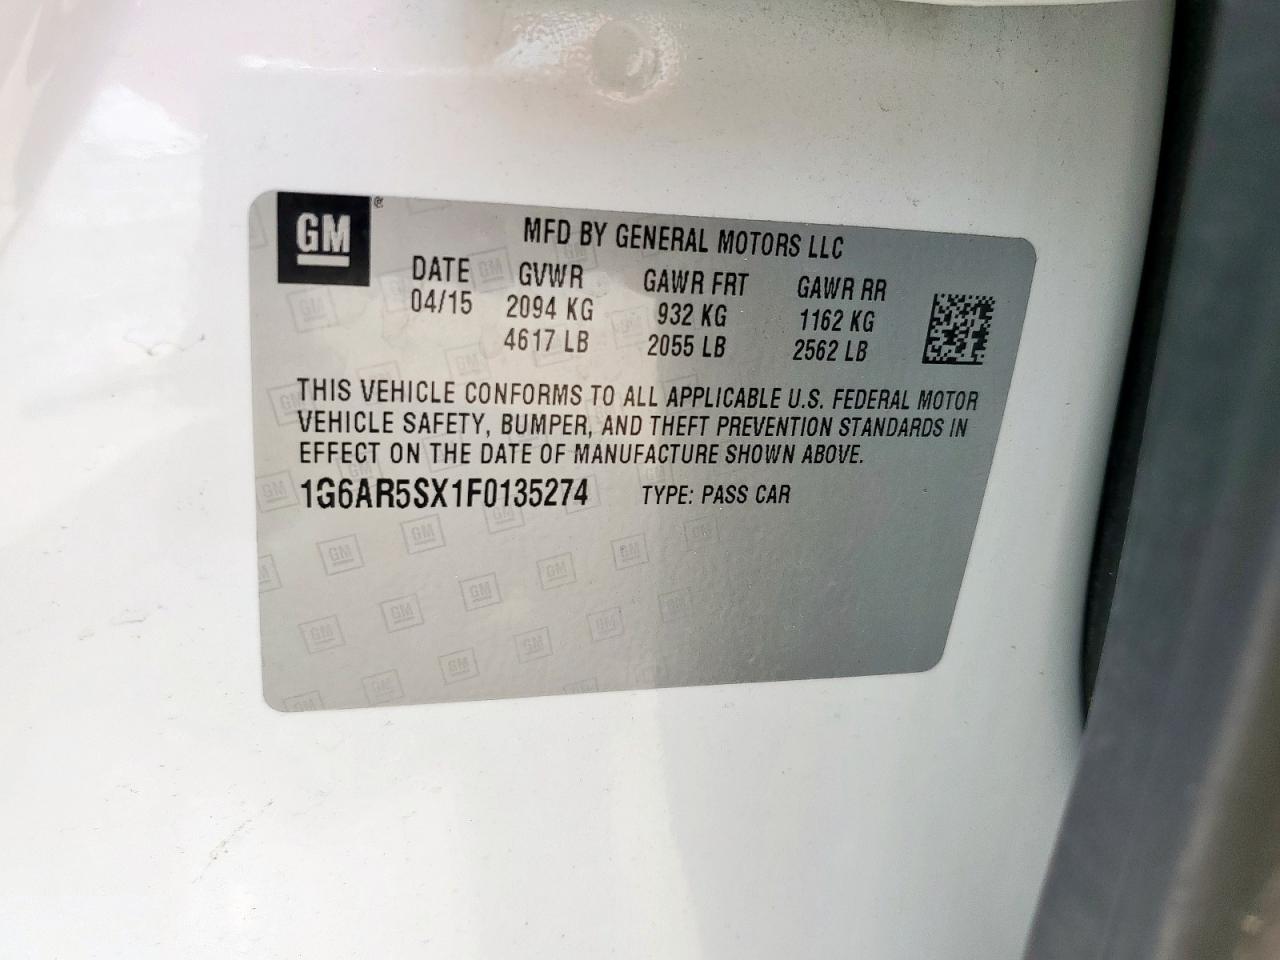 GM®
MFD BY GENERAL MOTORS LLC
DATE GVWR GAWR FRT GAWR RR
04/15 2094 KG 932 KG 1162 KG
4617 LB 2055 LB 2562 LB
THIS VEHICLE CONFORMS TO ALL APPLICABLE U.S. FEDERAL MOTOR
VEHICLE SAFETY, BUMPER, AND THEFT PREVENTION STANDARDS IN
EFFECT ON THE DATE OF MANUFACTURE SHOWN ABOVE.
1G6AR5SX1F0135274 TYPE: PASS CAR